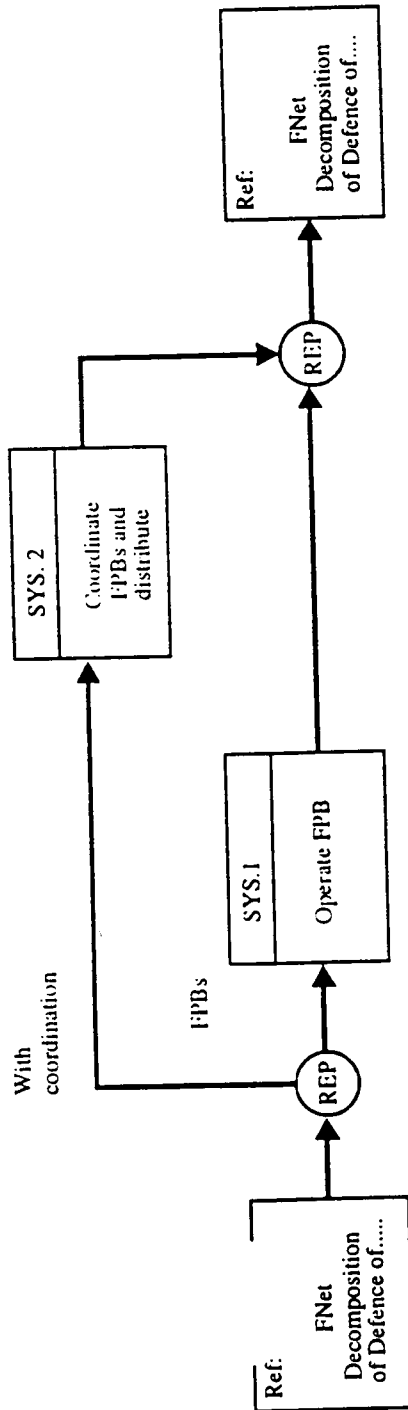 Ref:
FNet
Decomposition
of Defence of.....
REP
With
coordination
FPBs
SYS.1
Operate FPB
SYS. 2
Coordinate
FPBs and
distribute
REP
Ref:
FNet
Decomposition
of Defence of....